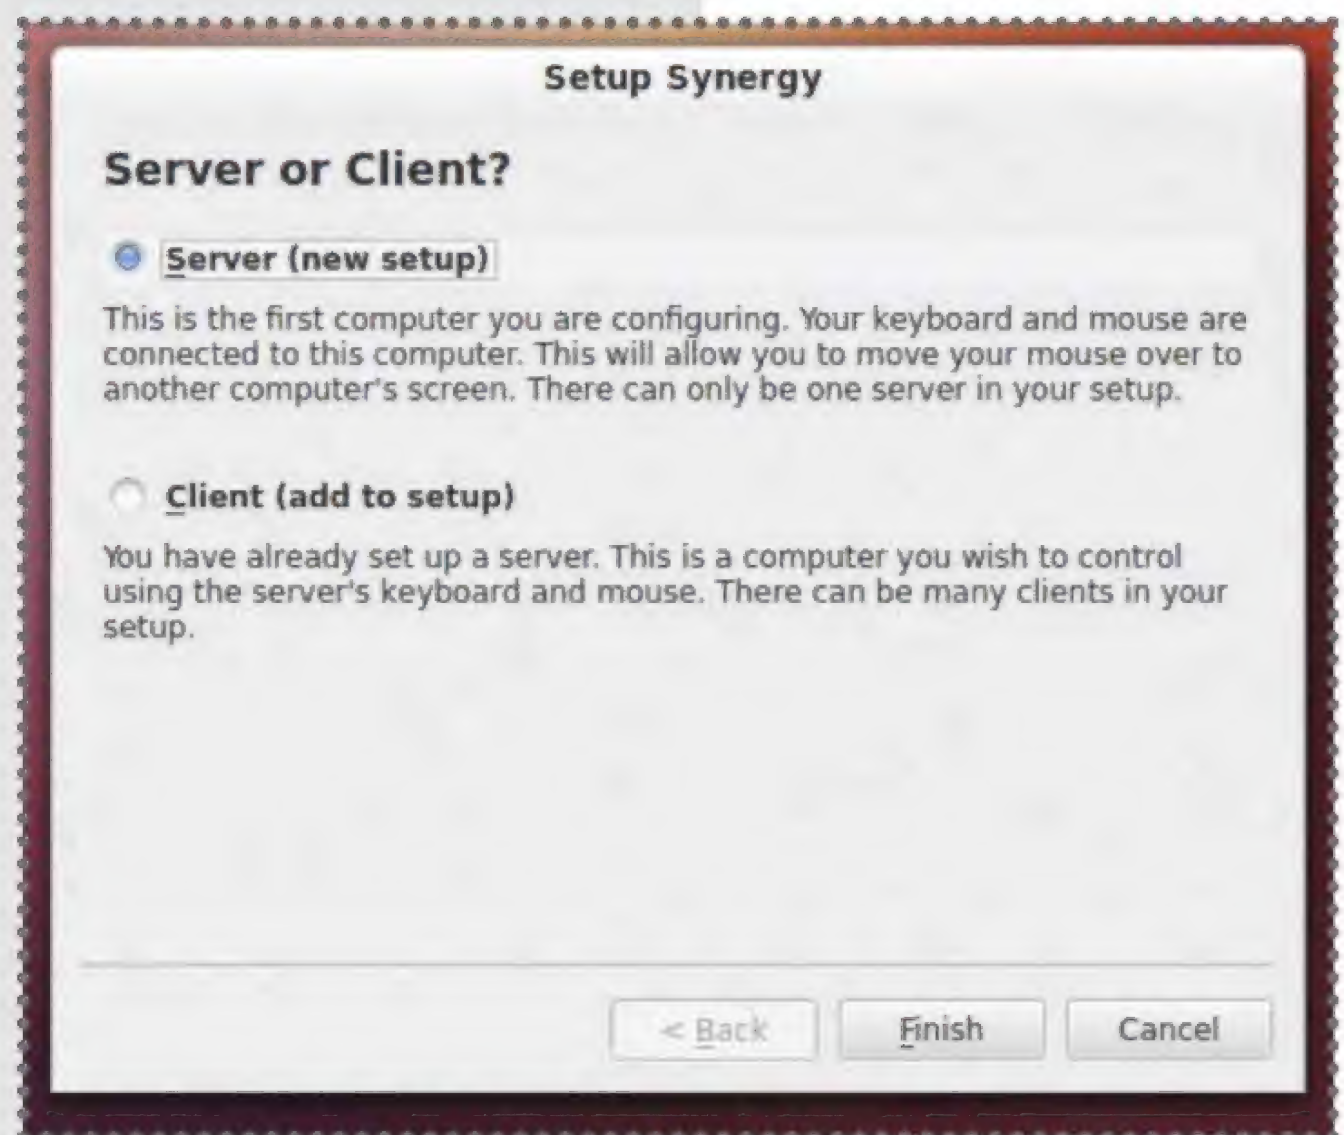 Setup Synergy
Server or Client?
Server (new setup)
This is the first computer you are configuring. Your keyboard and mouse are
connected to this computer. This will allow you to move your mouse over to
another computer's screen. There can only be one server in your setup.
Client (add to setup)
You have already set up a server. This is a computer you wish to control
using the server's keyboard and mouse. There can be many clients in your
setup.
< Back
Finish
Cancel